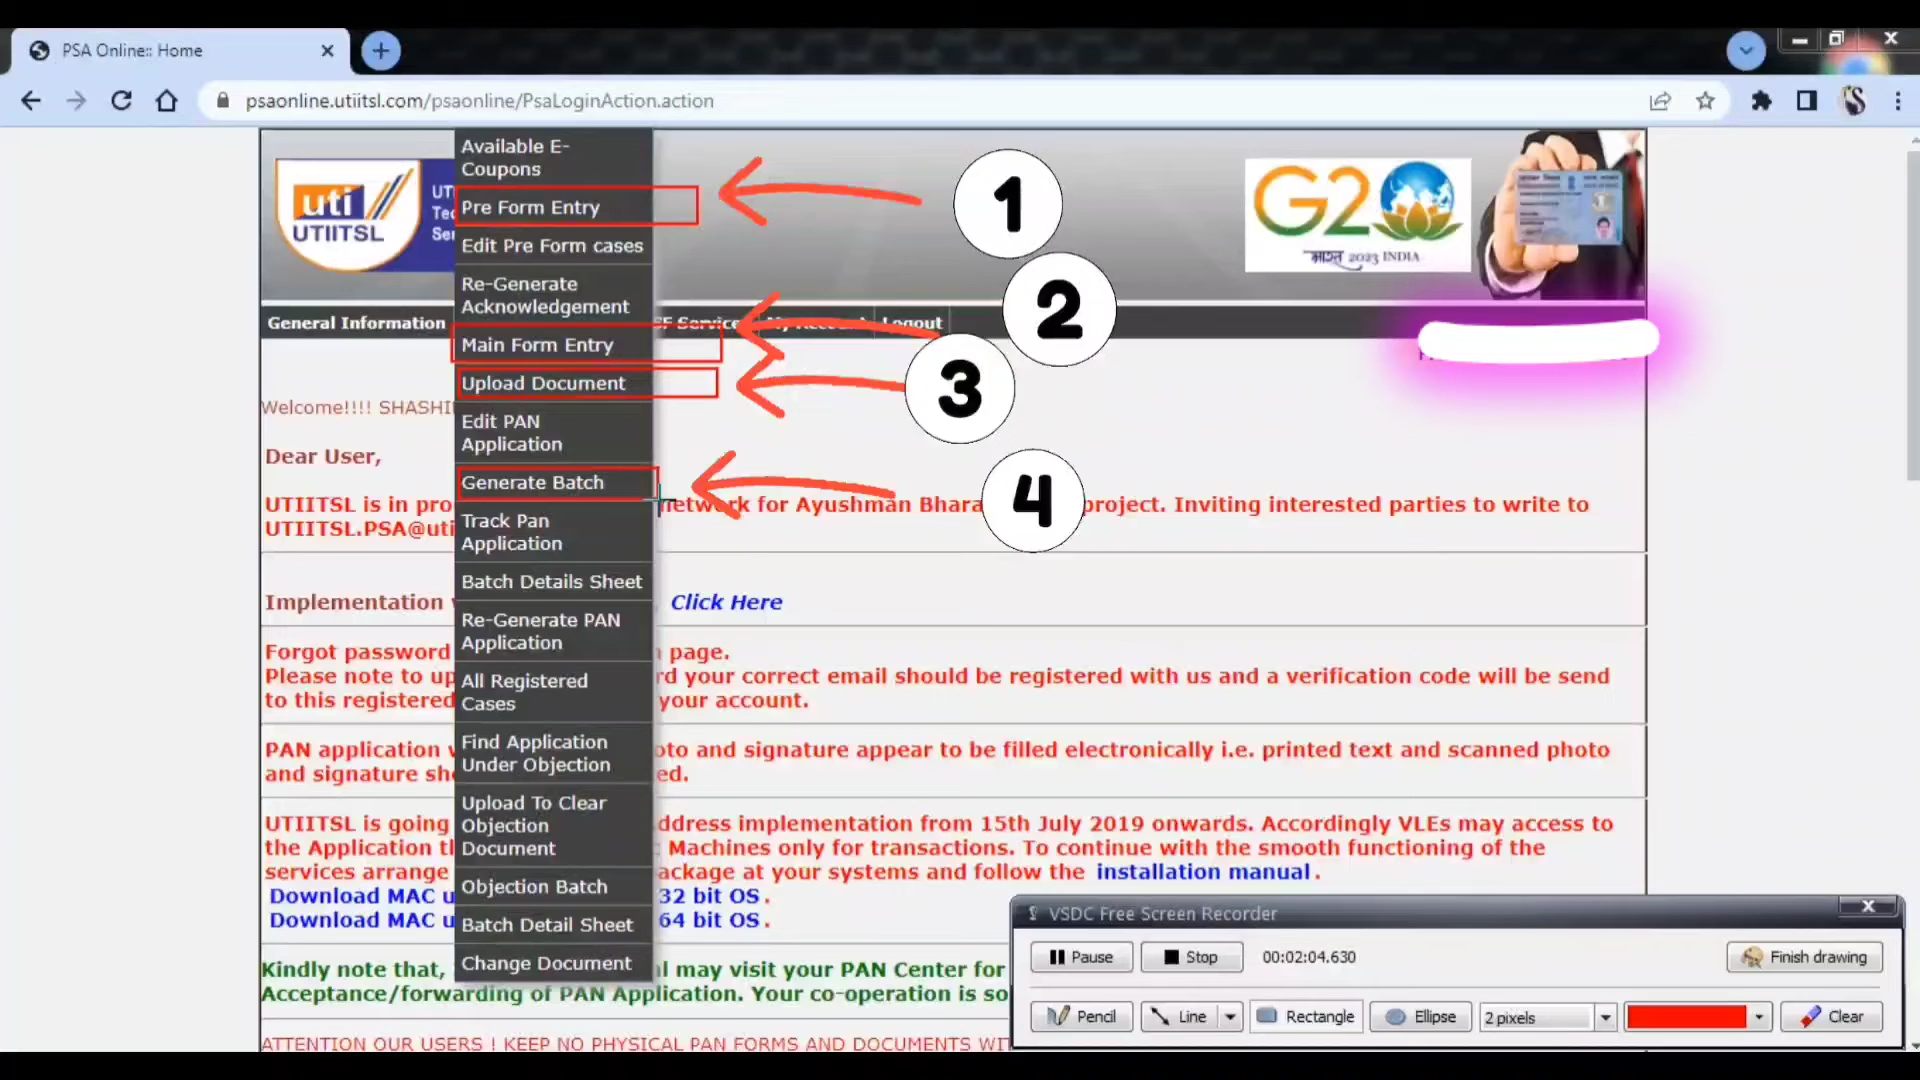 PSA Online:: Home
psaonline.utiitsl.com/psaonline/PsaLoginAction.action
uti
UTIITSL
G20
भारत 2023 INDIA
Available E-
Coupons
Pre Form Entry
Edit Pre Form cases
Re-Generate
Acknowledgement
Main Form Entry
Upload Document
Edit PAN
Application
Generate Batch
Track Pan
Application
Batch Details Sheet
Re-Generate PAN
Application
All Registered
Cases
Find Application
Under Objection
Upload To Clear
Objection
Document
Objection Batch
Batch Detail Sheet
Change Document
1
2
3
4
General Information
Logout
Welcome!!!! SHASHI
Dear User,
UTIITSL is in network for Ayushman project. Inviting interested parties to write to
UTIITSL.PSA@uti
Implementation Click Here
Forgot password page.
Please note to your correct email should be registered with us and a verification code will be send
to this registered your account.
PAN application and signature appear to be filled electronically i.e. printed text and scanned photo
and signature
UTIITSL is going implementation from 15th July 2019 onwards. Accordingly VLEs may access to
the Application Machines only for transactions. To continue with the smooth functioning of the
services arrange at your systems and follow the installation manual.
Download MAC 32 bit OS.
Download MAC 64 bit OS.
Kindly note that, may visit your PAN Center for
Acceptance/forwarding of PAN Application. Your co-operation is
ATTENTION OUR USERS ! KEEP NO PHYSICAL PAN FORMS AND DOCUMENTS
VSDC Free Screen Recorder
Pause Stop 00:02:04.630 Finish drawing
Pencil Line Rectangle Ellipse 2 pixels Clear